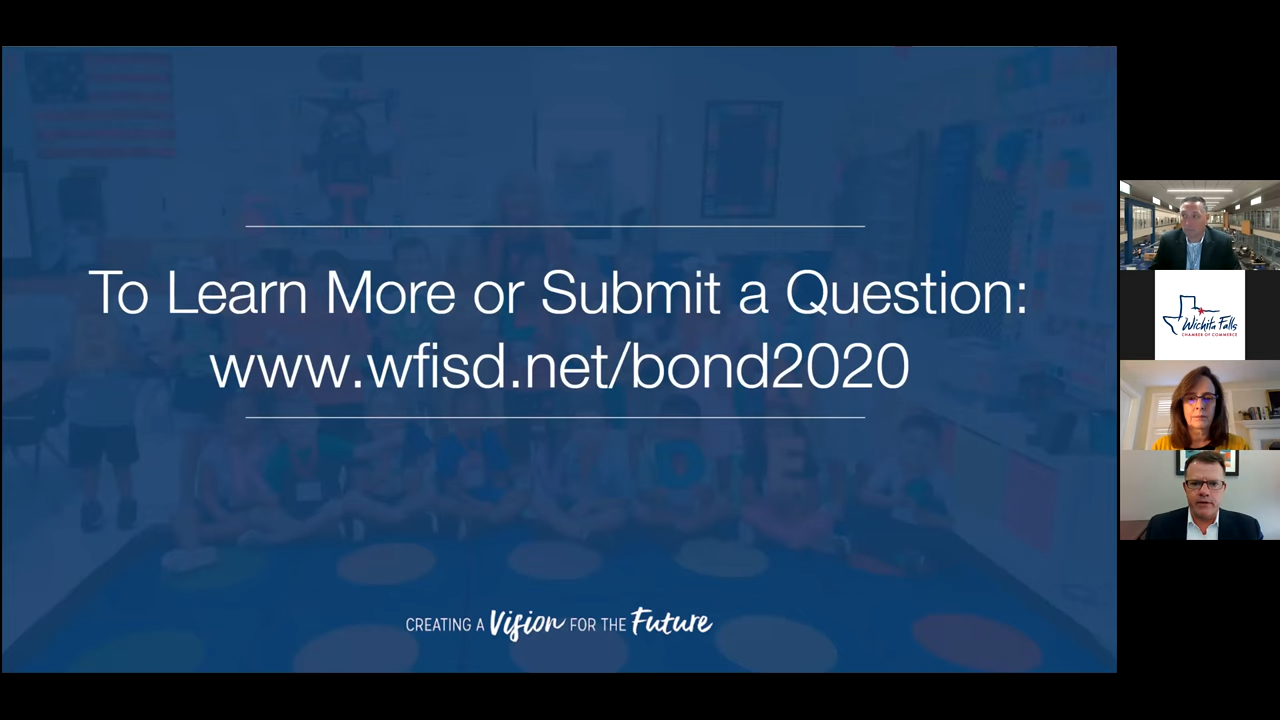 To Learn More or Submit a Question:
www.wfisd.net/bond2020
CREATING A Vision FOR THE Future
Wichita Falls
CHAMBER OF COMMERCE